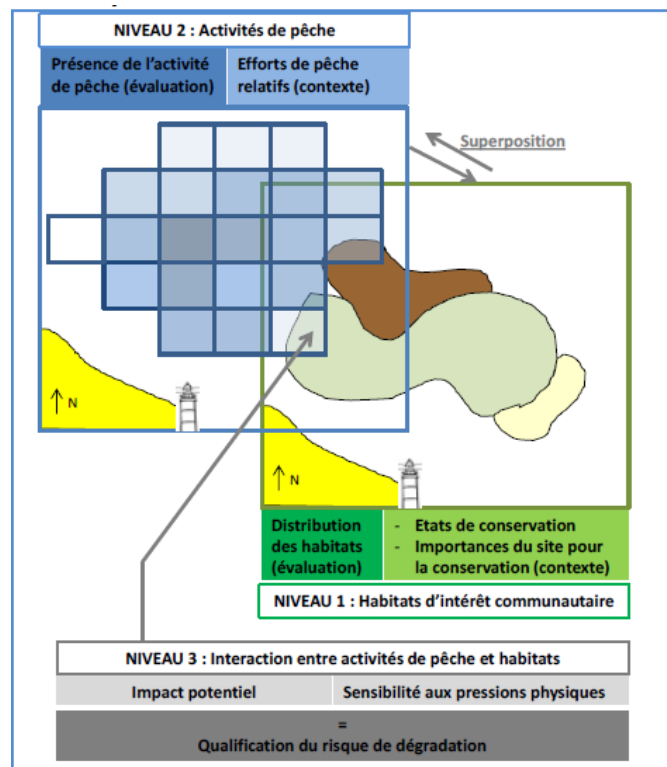 NIVEAU 2 : Activités de pêche
Présence de l'activité
de pêche (évaluation)
Efforts de pêche
relatifs (contexte)
Superposition
N
N
Distribution
des habitats
(évaluation)
- Etats de conservation
- Importances du site pour
la conservation (contexte)
NIVEAU 1 : Habitats d'intérêt communautaire
NIVEAU 3 : Interaction entre activités de pêche et habitats
Impact potentiel
Sensibilité aux pressions physiques
=
Qualification du risque de dégradation